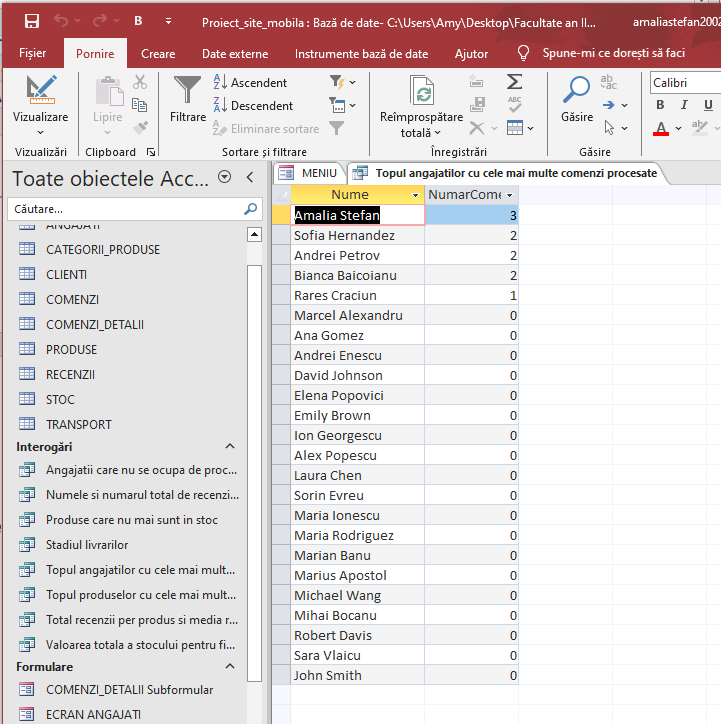 B
Proiect_site_mobila : Bază de date- C:\Users\Amy\Desktop\Facultate an II...
amaliastefan2002
Fișier
Pornire
Creare
Date externe
Instrumente bază de date
Ajutor
Spune-mi ce dorești să faci
Vizualizare
Lipire
Filtrare
Ascendent
Descendent
Eliminare sortare
Reîmprospătare totală
Σ
Găsire
Calibri
B I U
A
Vizualizări
Clipboard
Sortare și filtrare
Înregistrări
Găsire
Toate obiectele Acc...
Căutare...
ANGAJATI
CATEGORII_PRODUSE
CLIENTI
COMENZI
COMENZI_DETALII
PRODUSE
RECENZII
STOC
TRANSPORT
Interogări
Angajatii care nu se ocupa de proc...
Numele si numarul total de recenzi...
Produse care nu mai sunt in stoc
Stadiul livrarilor
Topul angajatilor cu cele mai mult...
Topul produselor cu cele mai mult...
Total recenzii per produs si media r...
Valoarea totala a stocului pentru fi...
Formulare
COMENZI_DETALII Subformular
ECRAN ANGAJATI
MENIU
Topul angajatilor cu cele mai multe comenzi procesate
Nume NumarCome
Amalia Stefan 3
Sofia Hernandez 2
Andrei Petrov 2
Bianca Baicoianu 2
Rares Craciun 1
Marcel Alexandru 0
Ana Gomez 0
Andrei Enescu 0
David Johnson 0
Elena Popovici 0
Emily Brown 0
Ion Georgescu 0
Alex Popescu 0
Laura Chen 0
Sorin Evreu 0
Maria Ionescu 0
Maria Rodriguez 0
Marian Banu 0
Marius Apostol 0
Michael Wang 0
Mihai Bocanu 0
Robert Davis 0
Sara Vlaicu 0
John Smith 0